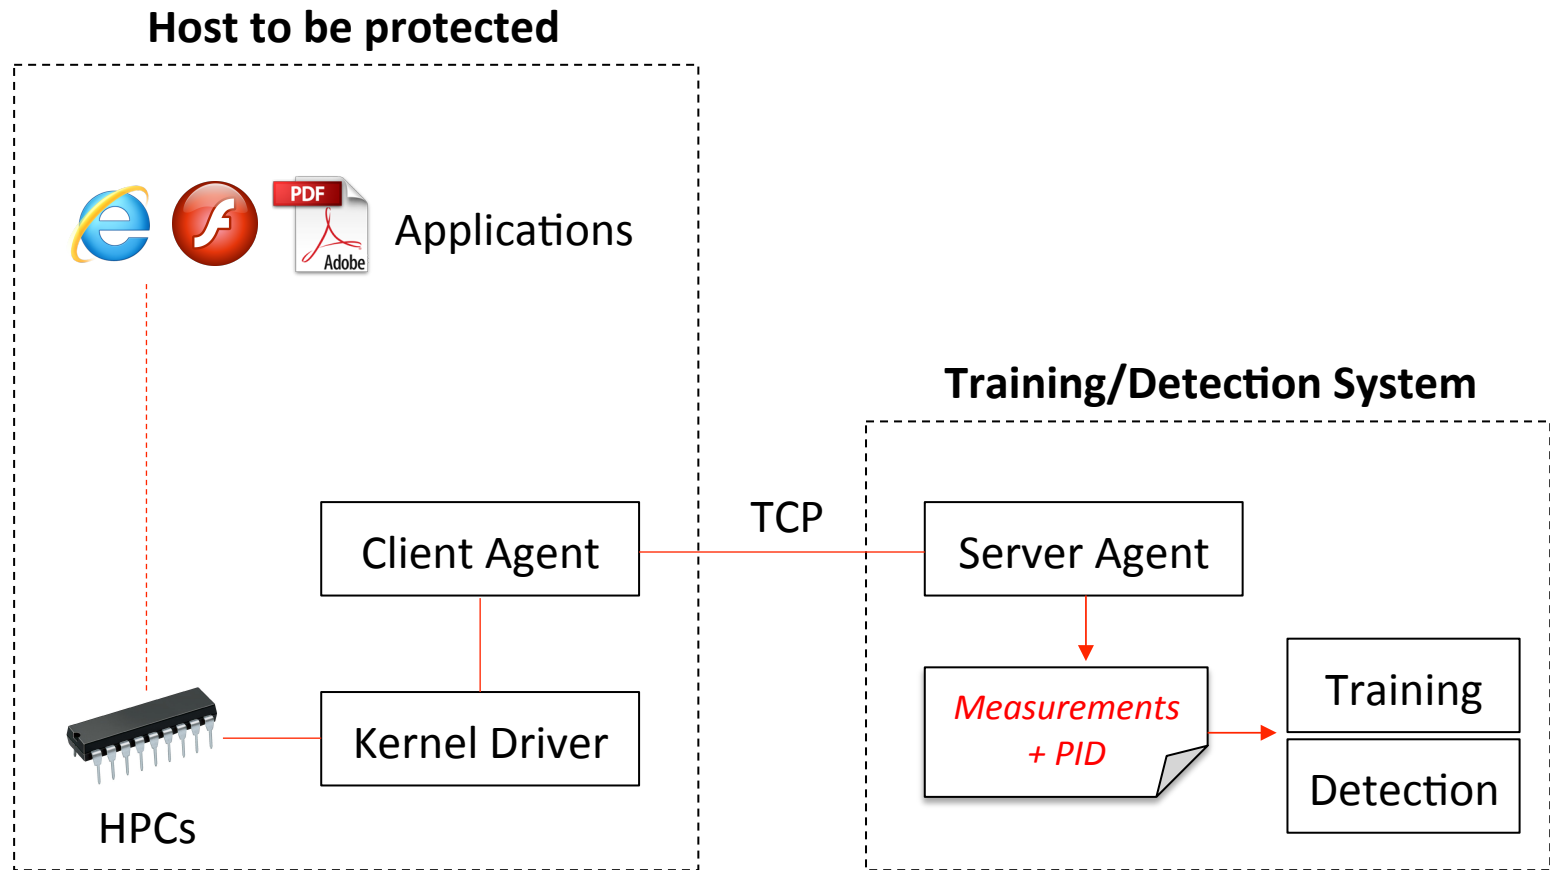 Host to be protected
PDF
Adobe
Applications
Training/Detection System
Client Agent
TCP
Server Agent
Kernel Driver
HPCs
Measurements
+ PID
Training
Detection